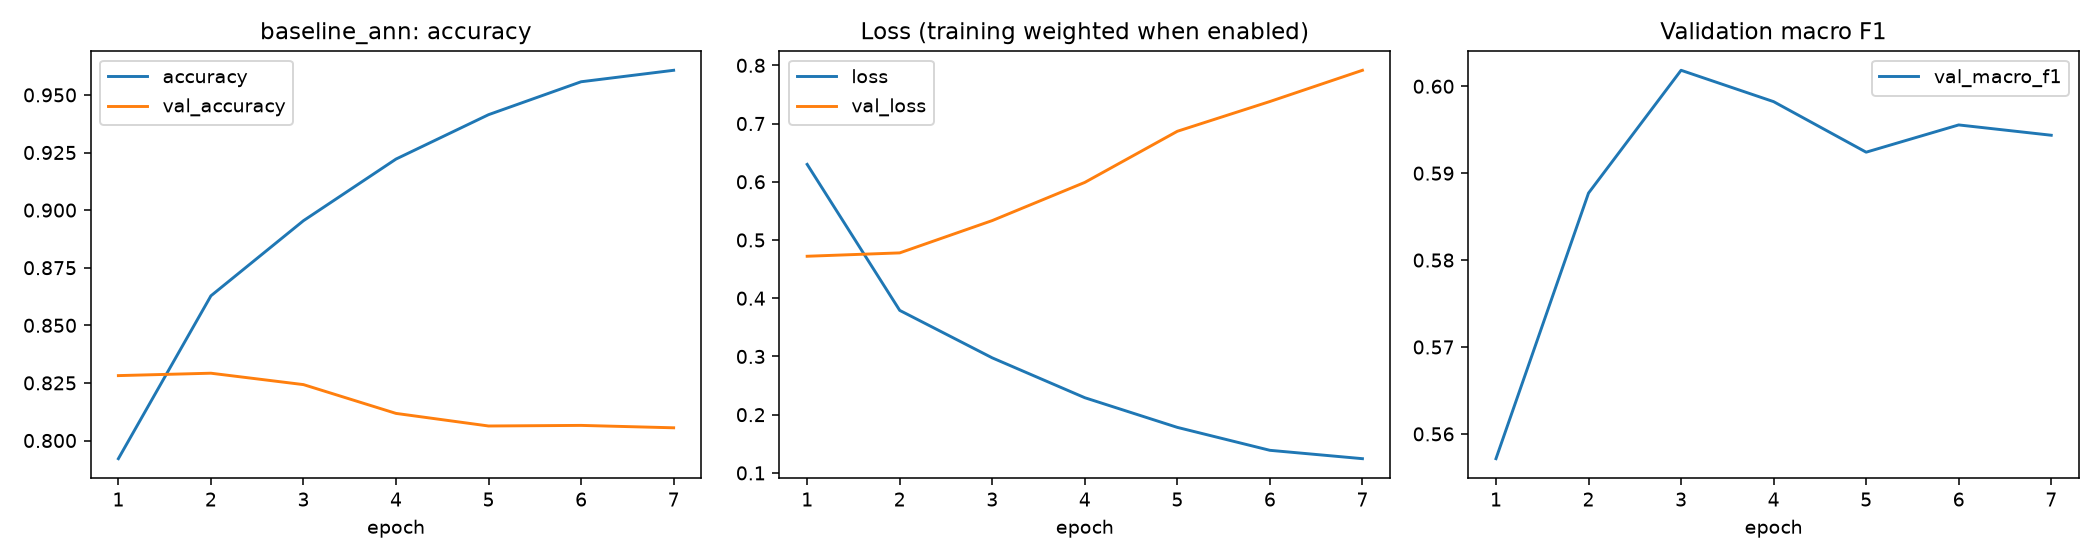 baseline_ann: accuracy
accuracy
val_accuracy
0.950
0.925
0.900
0.875
0.850
0.825
0.800
1 2 3 4 5 6 7
epoch
Loss (training weighted when enabled)
loss
val_loss
0.8
0.7
0.6
0.5
0.4
0.3
0.2
0.1
1 2 3 4 5 6 7
epoch
Validation macro F1
val_macro_f1
0.60
0.59
0.58
0.57
0.56
1 2 3 4 5 6 7
epoch